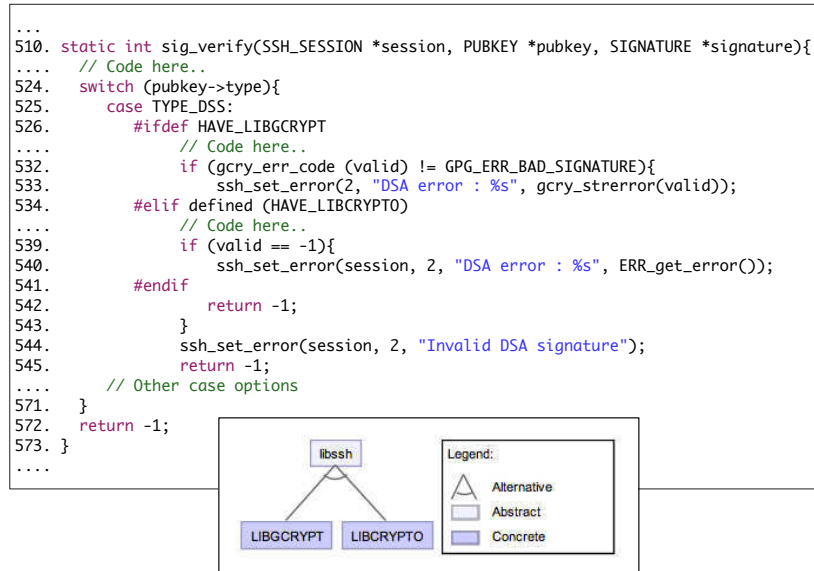 ...
510. static int sig_verify(SSH_SESSION *session, PUBKEY *pubkey, SIGNATURE *signature){
.... // Code here..
524. switch (pubkey->type){
525. case TYPE_DSS:
526. #ifdef HAVE_LIBGCRYPT
.... // Code here..
532. if (gcry_err_code (valid) != GPG_ERR_BAD_SIGNATURE){
533. ssh_set_error(2, "DSA error : %s", gcry_strerror(valid));
534. #elif defined (HAVE_LIBCRYPTO)
.... // Code here..
539. if (valid == -1){
540. ssh_set_error(session, 2, "DSA error : %s", ERR_get_error());
541. #endif
542. return -1;
543. }
544. ssh_set_error(session, 2, "Invalid DSA signature");
545. return -1;
.... // Other case options
571. }
572. return -1;
573. }
....
libssh
LIBGCRYPT LIBCRYPTO
Legend:
Alternative
Abstract
Concrete